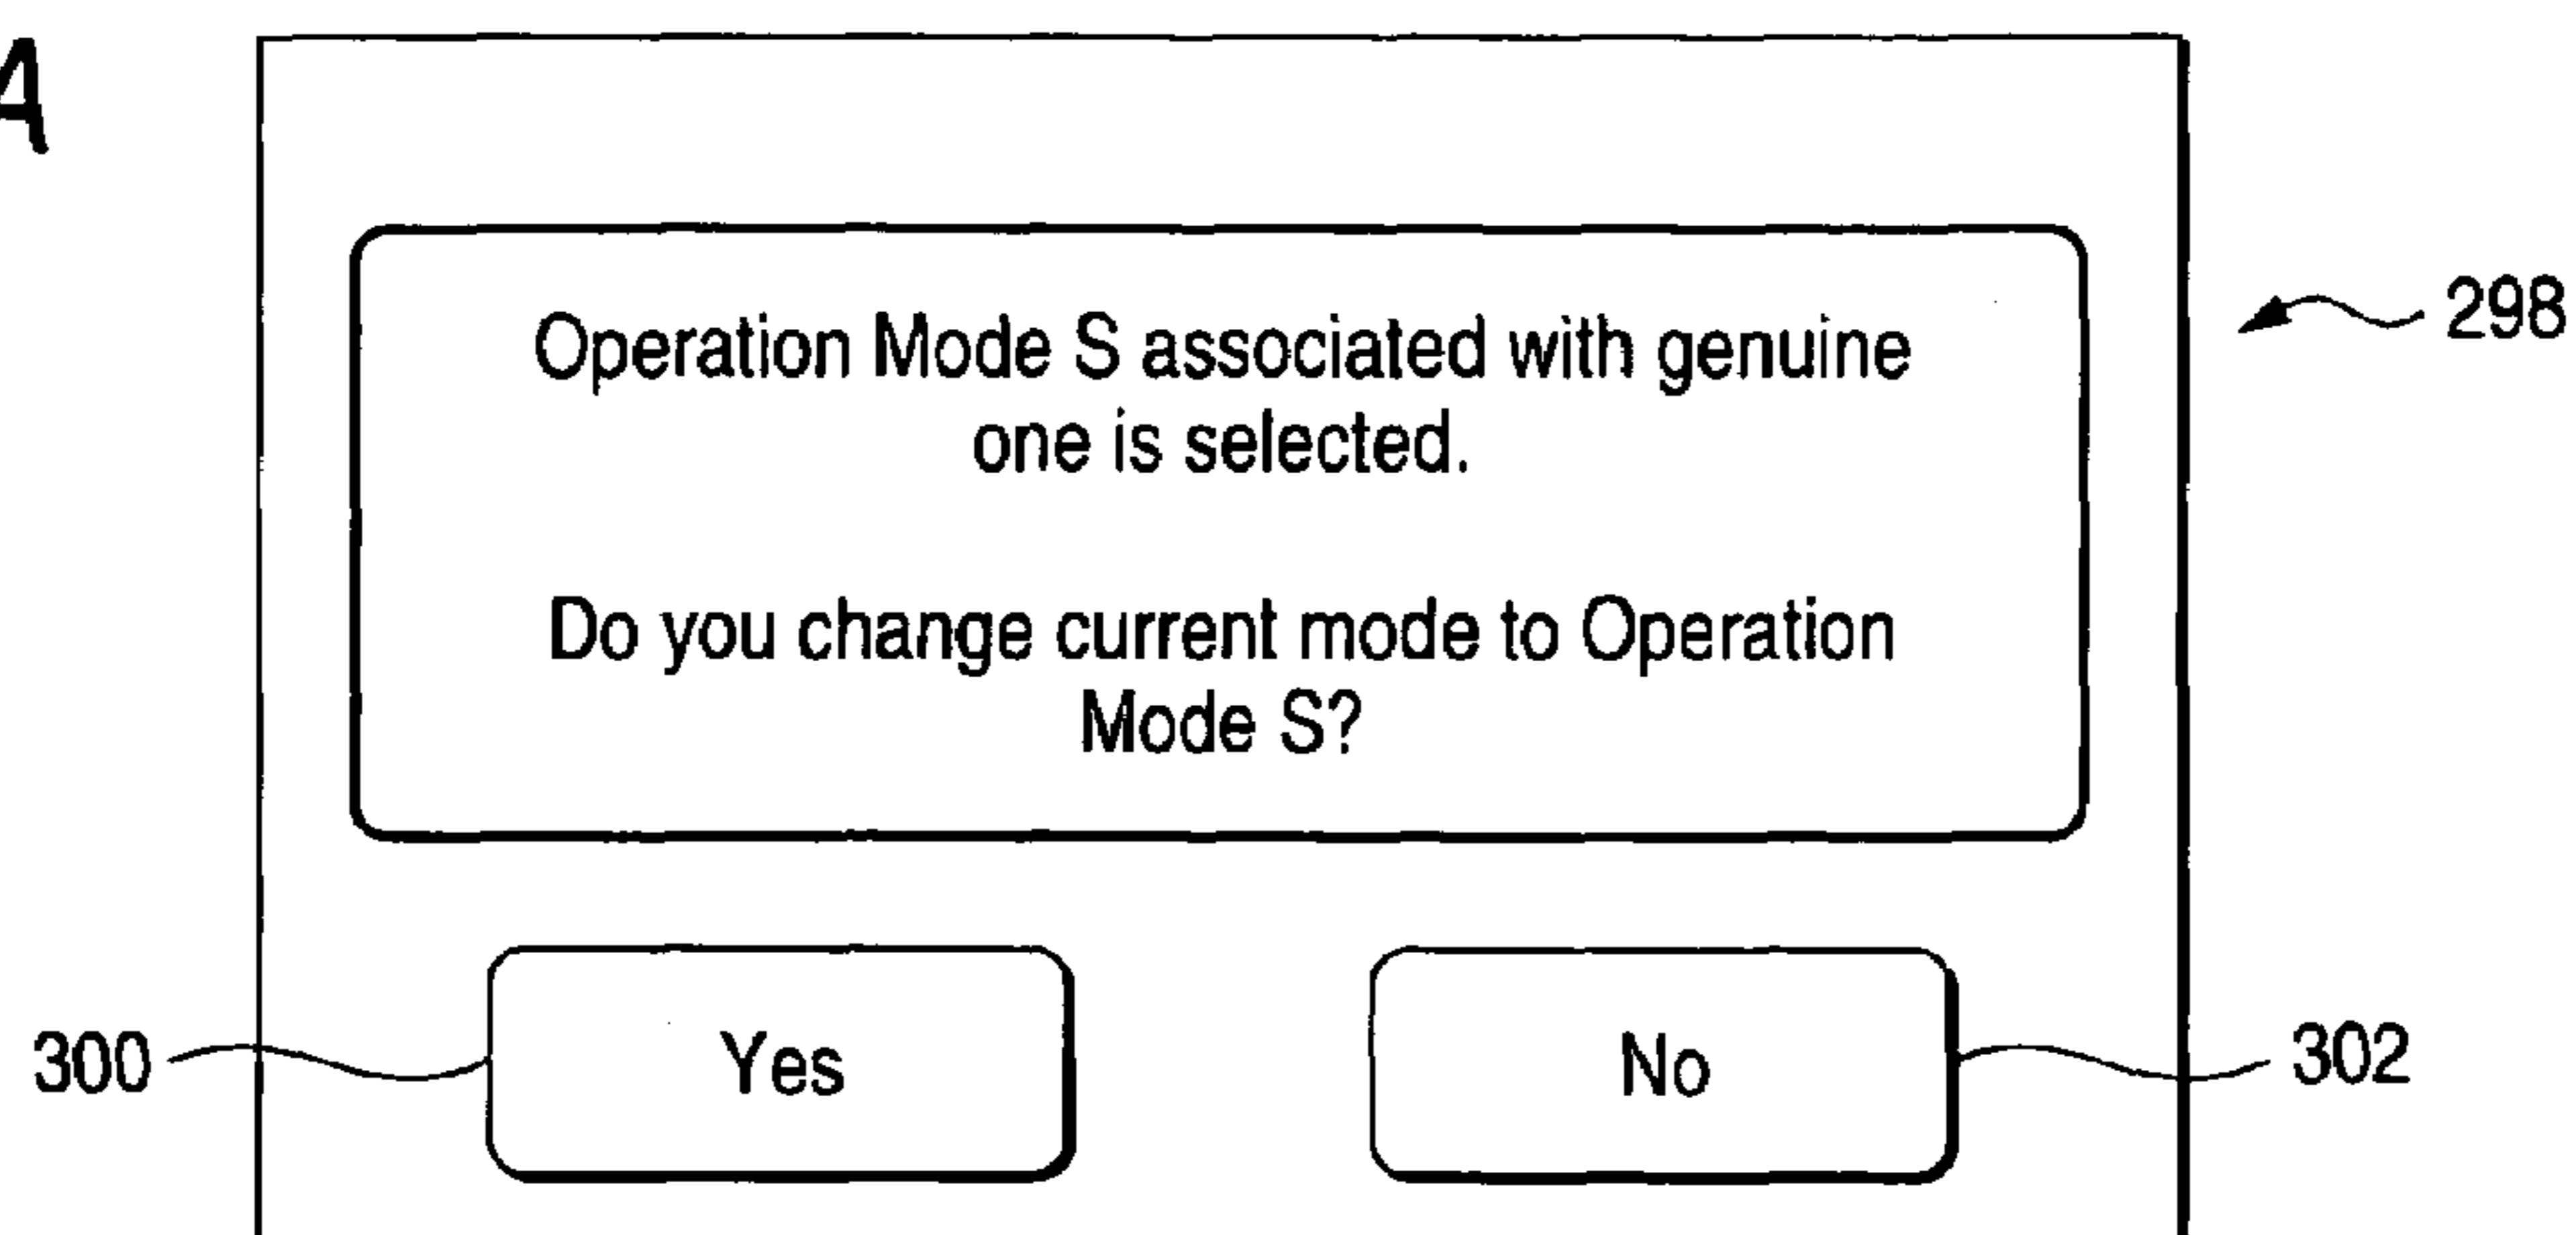 A
Operation Mode S associated with genuine
one is selected.
298
Do you change current mode to Operation
Mode S?
300
Yes
No
302